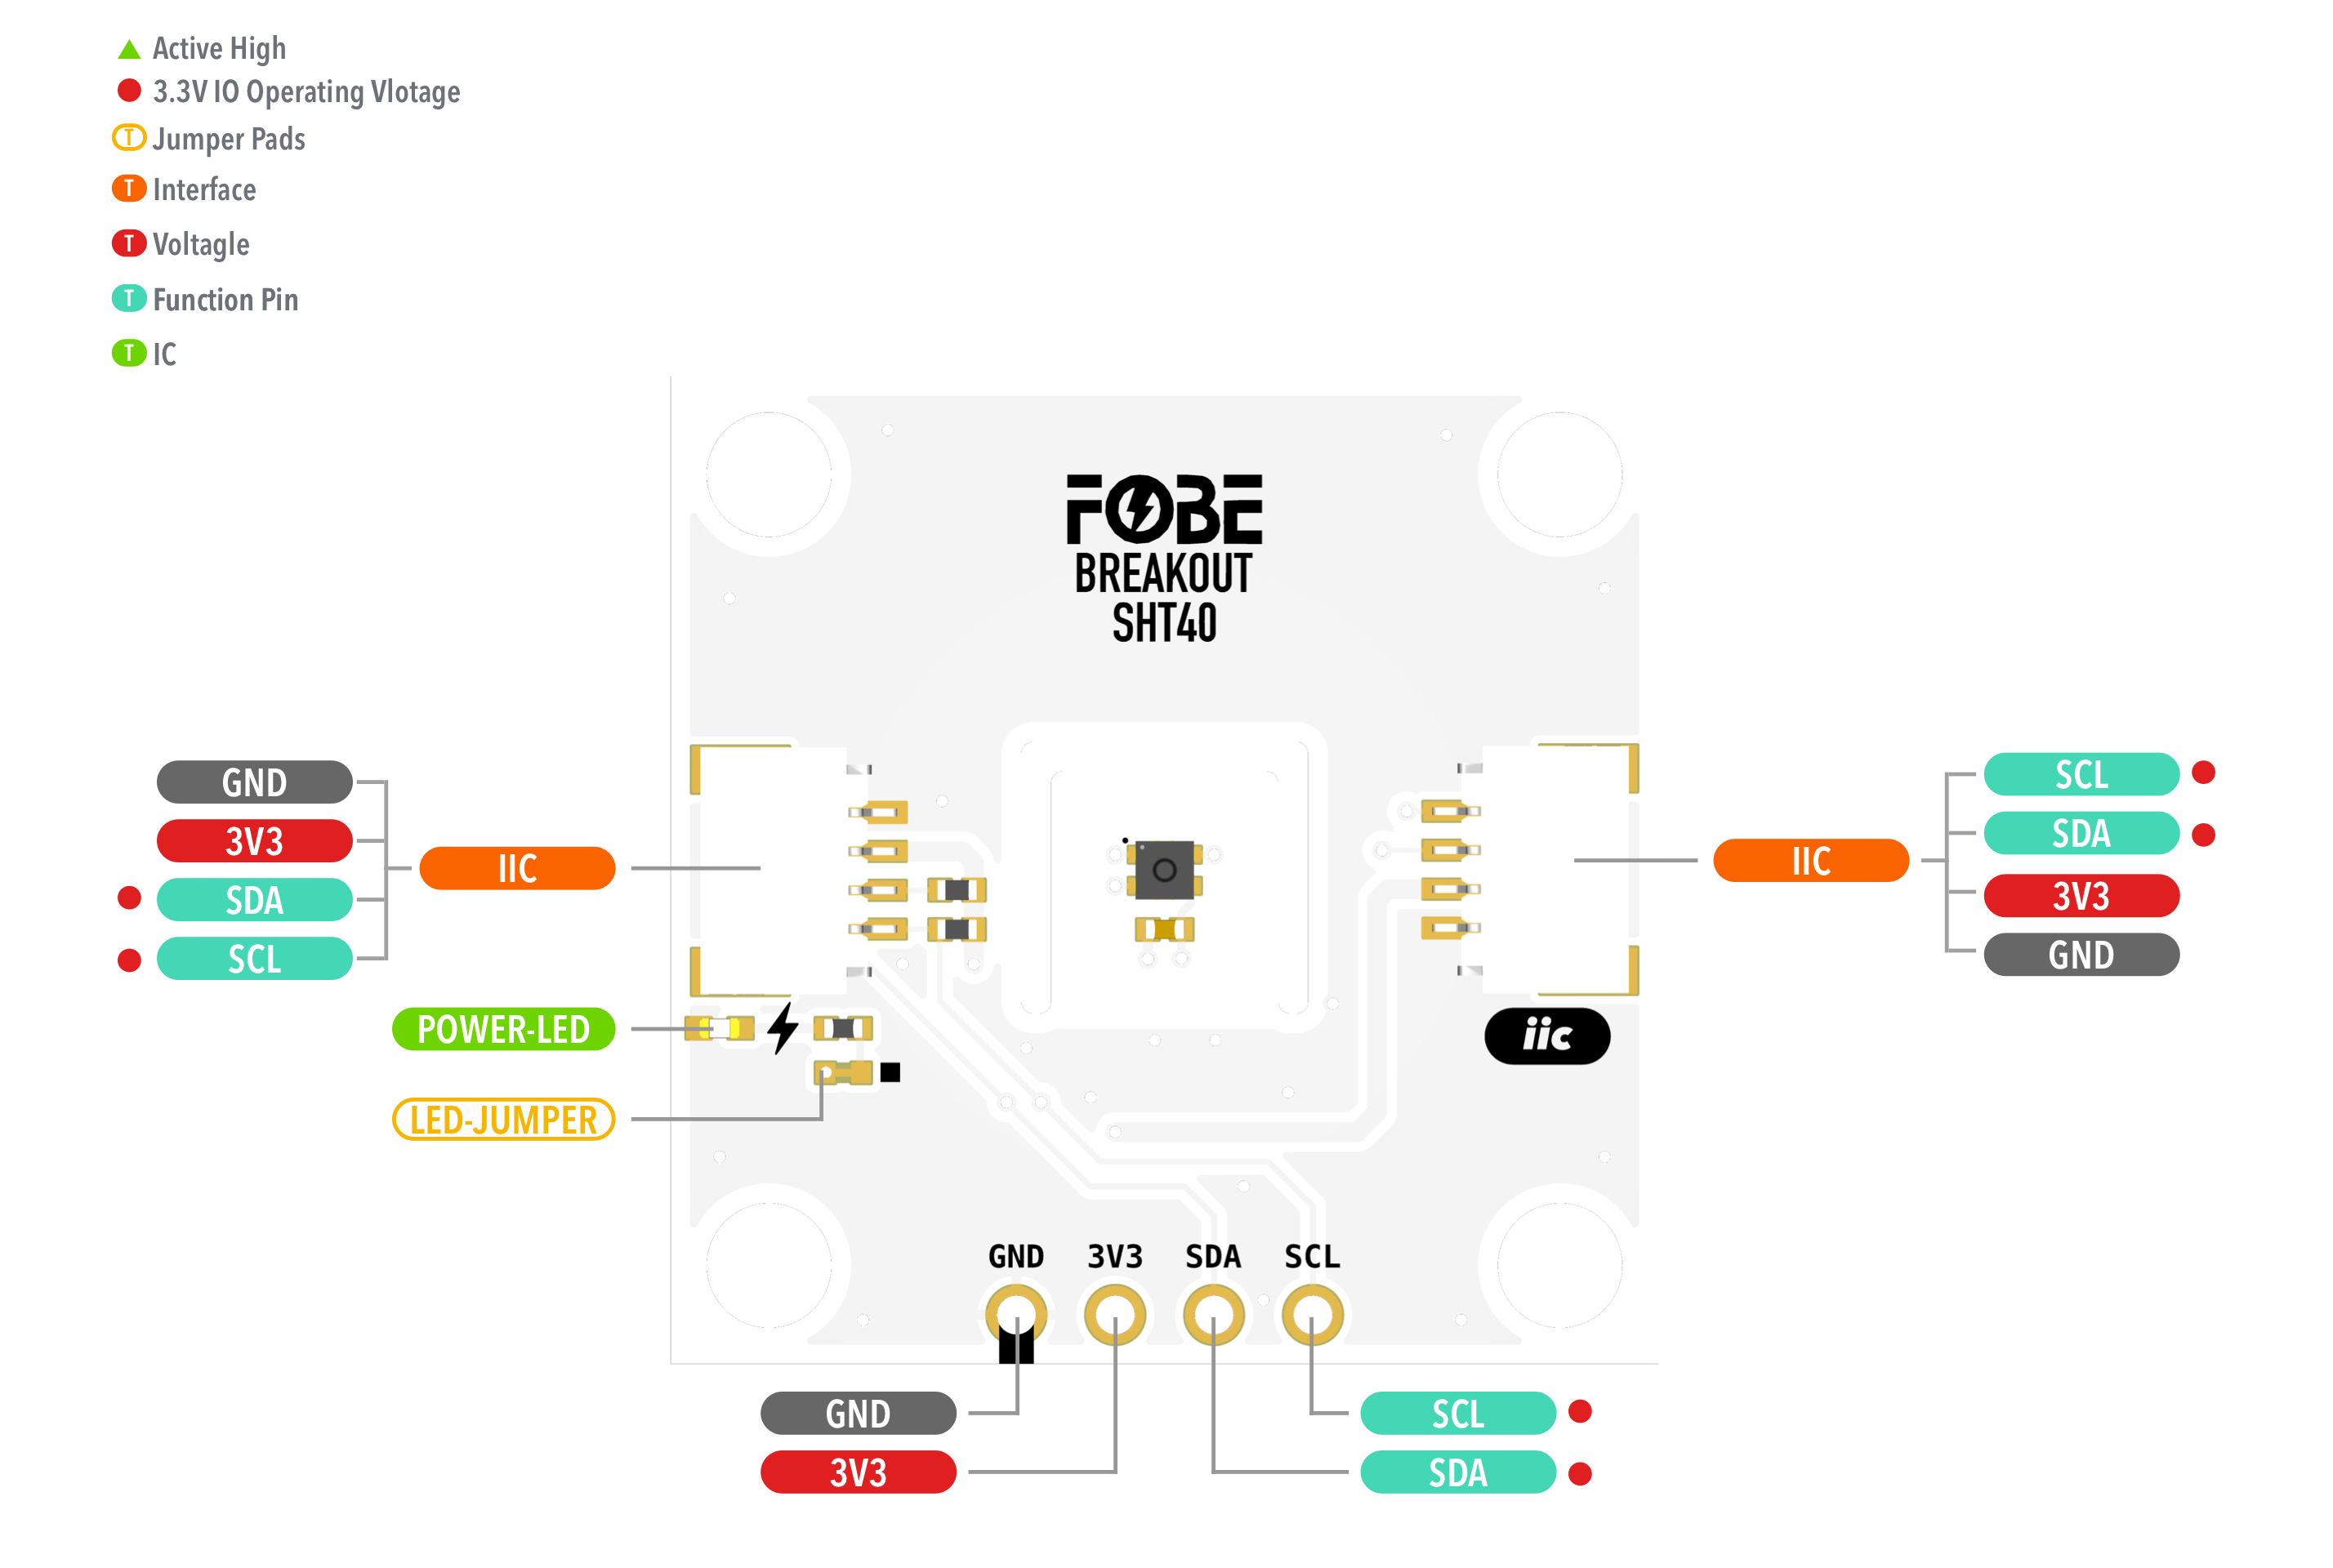 Active High
3.3V IO Operating Vlotage
T Jumper Pads
T Interface
T Voltagle
T Function Pin
T IC
FOBE
BREAKOUT
SHT40
GND
3V3
SDA
SCL
IIC
POWER-LED
LED-JUMPER
IIC
SCL
SDA
3V3
GND
iic
GND 3V3 SDA SCL
GND
3V3
SCL
SDA